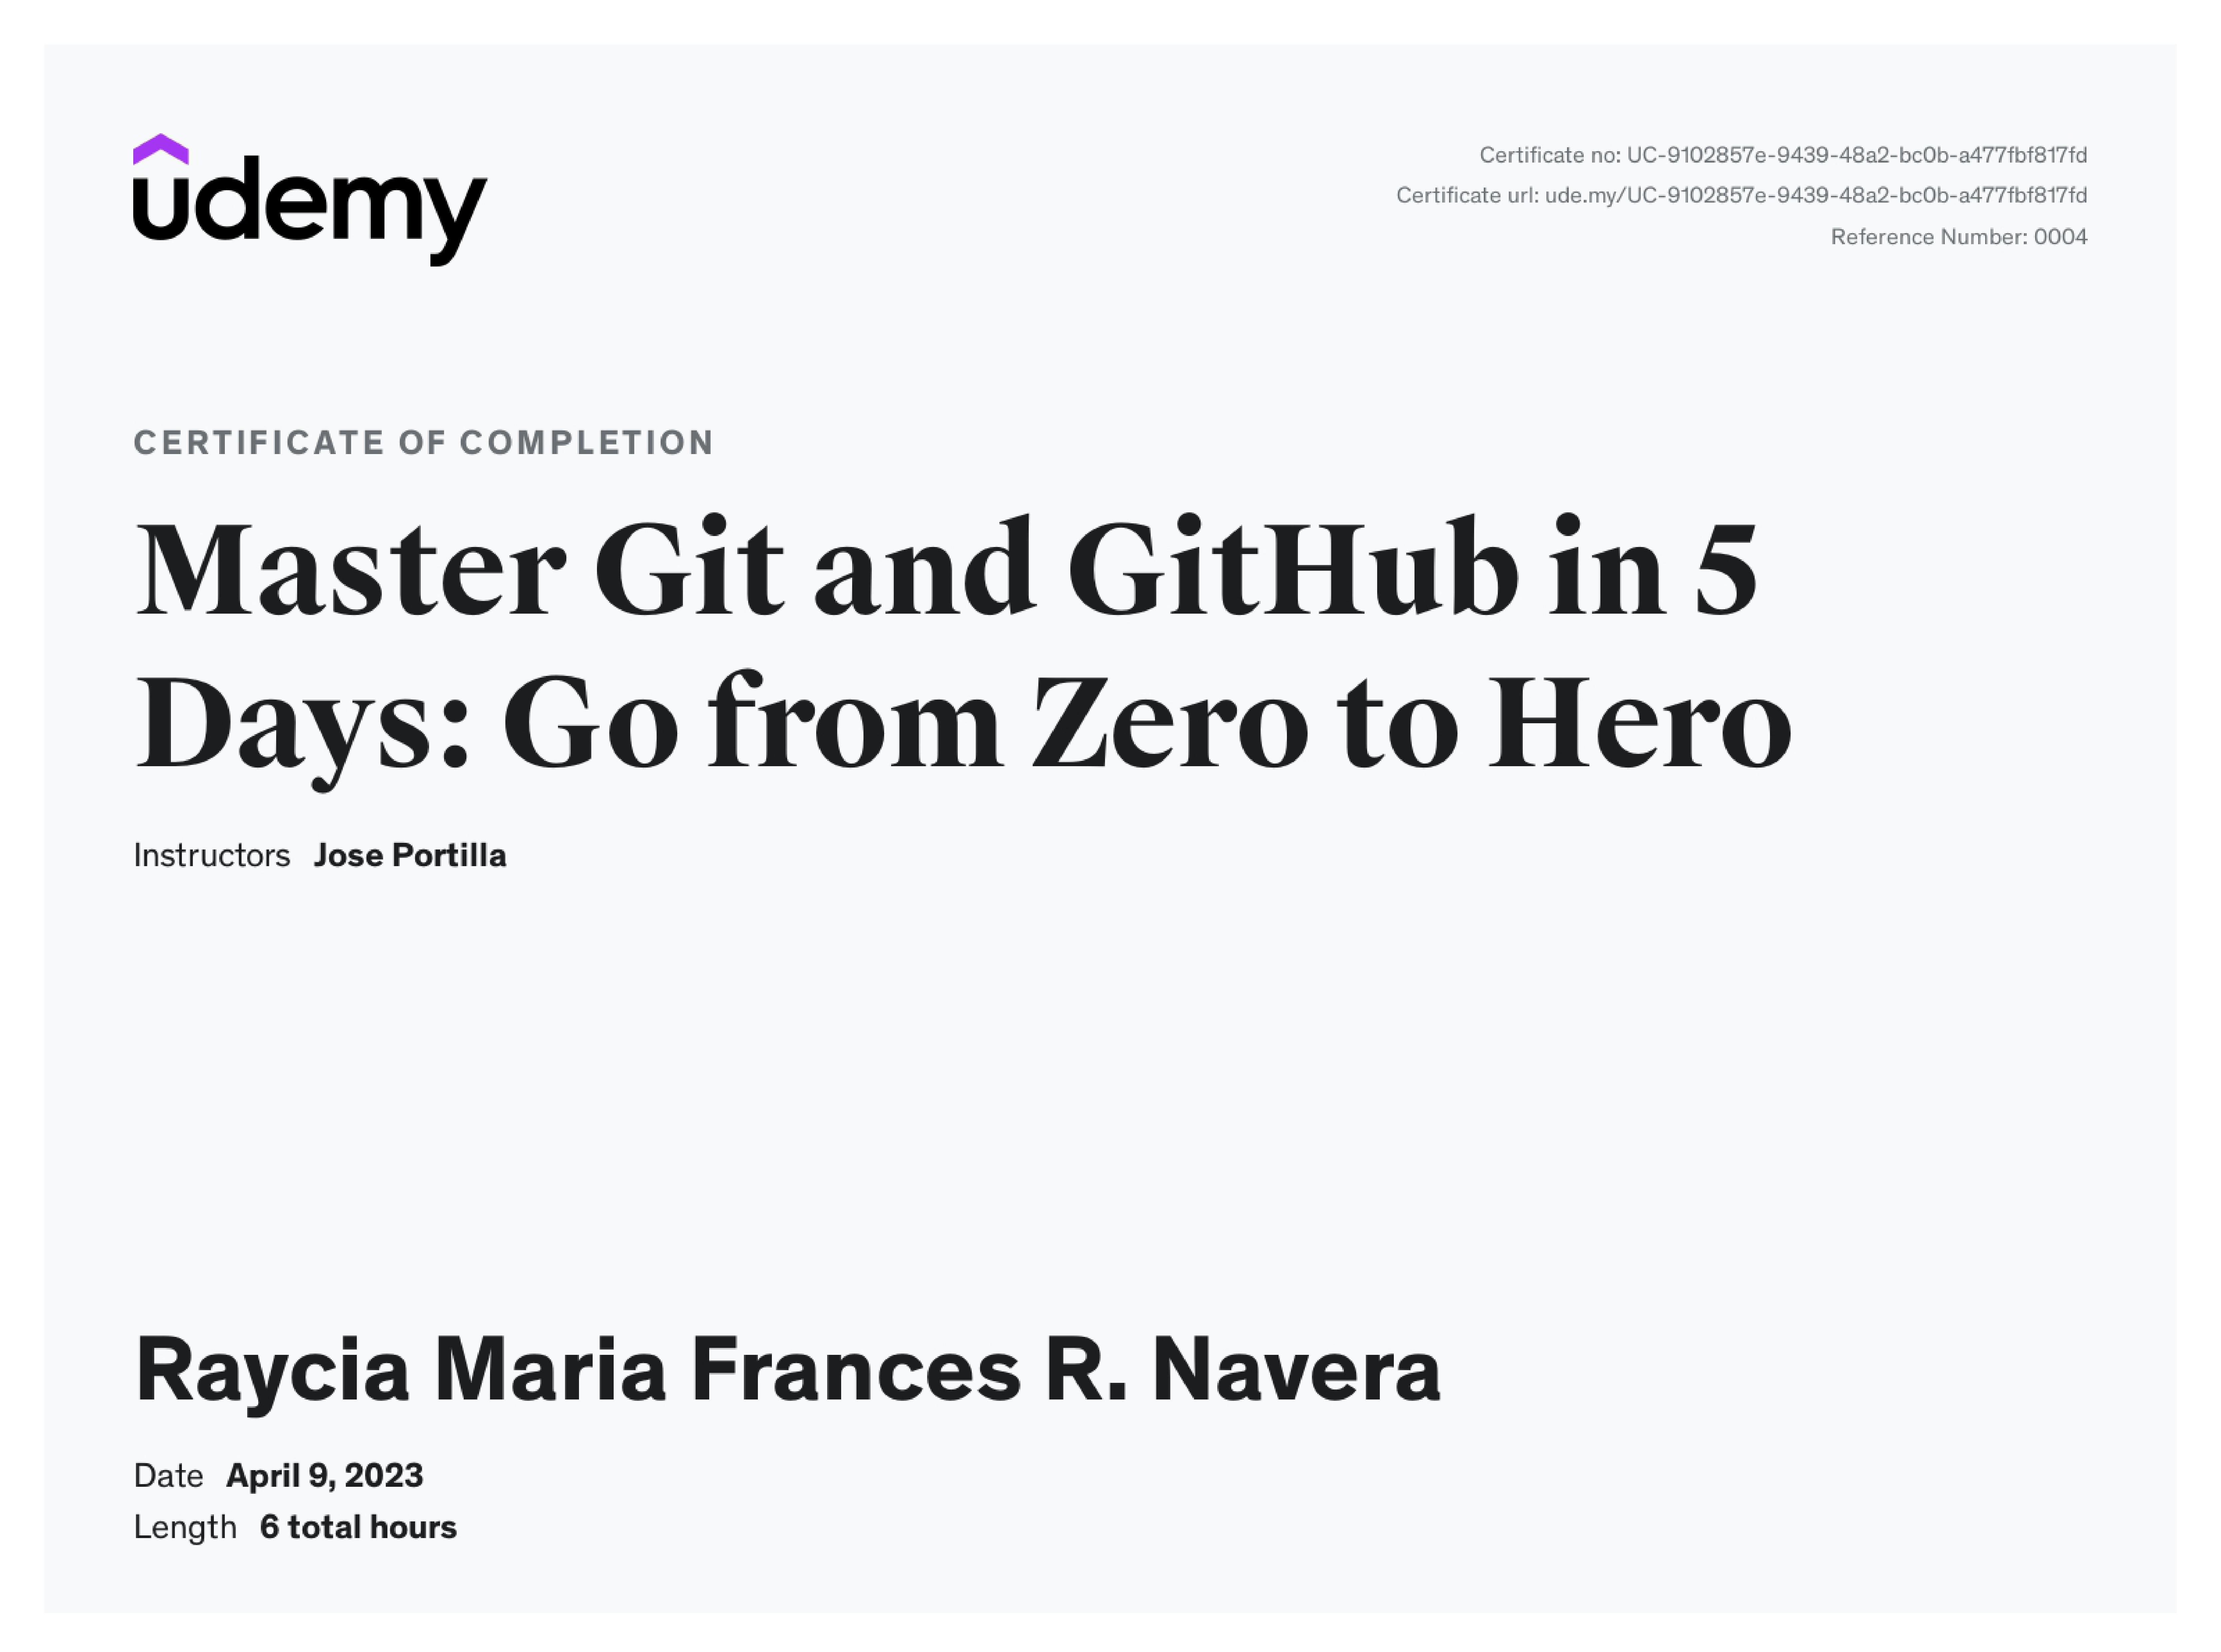 udemy
Certificate no: UC-9102857e-9439-48a2-bc0b-a477fbf817fd
Certificate url: ude.my/UC-9102857e-9439-48a2-bc0b-a477fbf817fd
Reference Number: 0004
CERTIFICATE OF COMPLETION
Master Git and GitHub in 5
Days: Go from Zero to Hero
Instructors Jose Portilla
Raycia Maria Frances R. Navera
Date April 9, 2023
Length 6 total hours